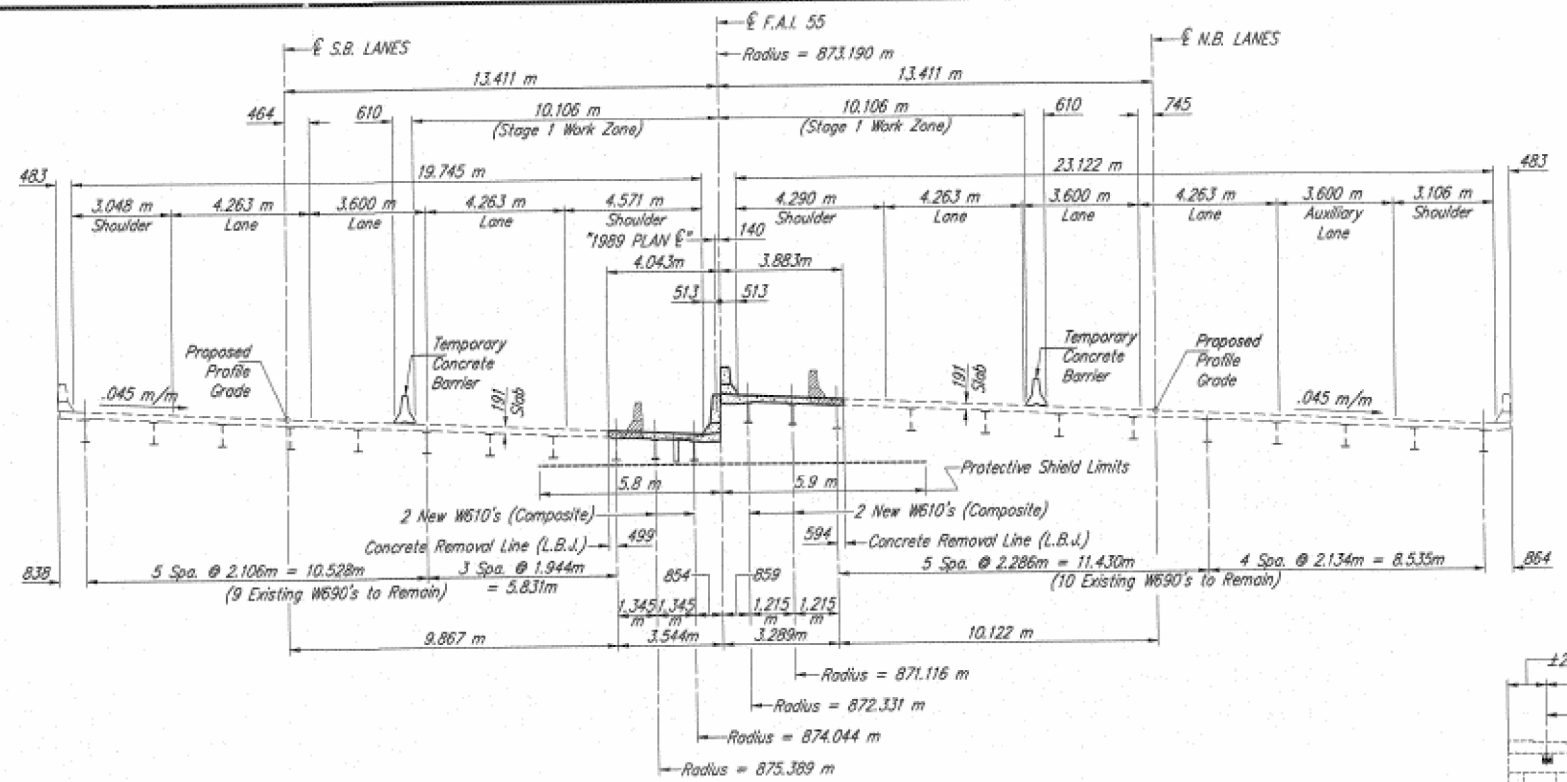 ℄ F.A.I. 55
℄ S.B. LANES
℄ N.B. LANES
Radius = 873.190 m
13.411 m
13.411 m
464
610
10.106 m
(Stage 1 Work Zone)
10.106 m
(Stage 1 Work Zone)
610
745
483
19.745 m
23.122 m
483
3.048 m
Shoulder
4.263 m
Lane
3.600 m
Lane
4.263 m
Lane
4.571 m
Shoulder
4.290 m
Shoulder
4.263 m
Lane
3.600 m
Lane
4.263 m
Lane
3.600 m
Auxiliary
Lane
3.106 m
Shoulder
"1989 PLAN ℄"
140
4.043m
3.883m
513
513
Proposed
Profile
Grade
Temporary
Concrete
Barrier
191
Slab
191
Slab
Temporary
Concrete
Barrier
Proposed
Profile
Grade
.045 m/m
.045 m/m
Protective Shield Limits
5.8 m
5.9 m
2 New W610's (Composite)
2 New W610's (Composite)
Concrete Removal Line (L.B.J.)
499
594
Concrete Removal Line (L.B.J.)
838
5 Spa. @ 2.106m = 10.528m
3 Spa. @ 1.944m
= 5.831m
(9 Existing W690's to Remain)
854
859
5 Spa. @ 2.286m = 11.430m
4 Spa. @ 2.134m = 8.535m
(10 Existing W690's to Remain)
864
1.345
m
1.345
m
1.215
m
1.215
m
9.867 m
3.544m
3.289m
10.122 m
Radius = 871.116 m
Radius = 872.331 m
Radius = 874.044 m
Radius = 875.389 m
±2